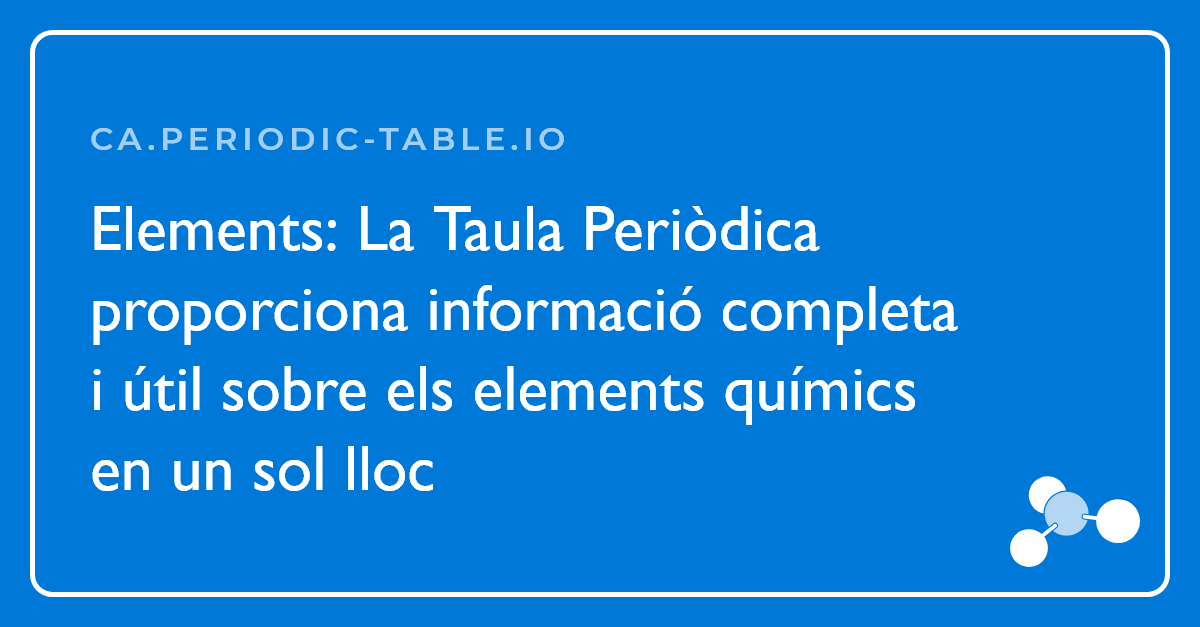 CA.PERIODIC-TABLE.IO
Elements: La Taula Periòdica
proporciona informació completa
i útil sobre els elements químics
en un sol lloc